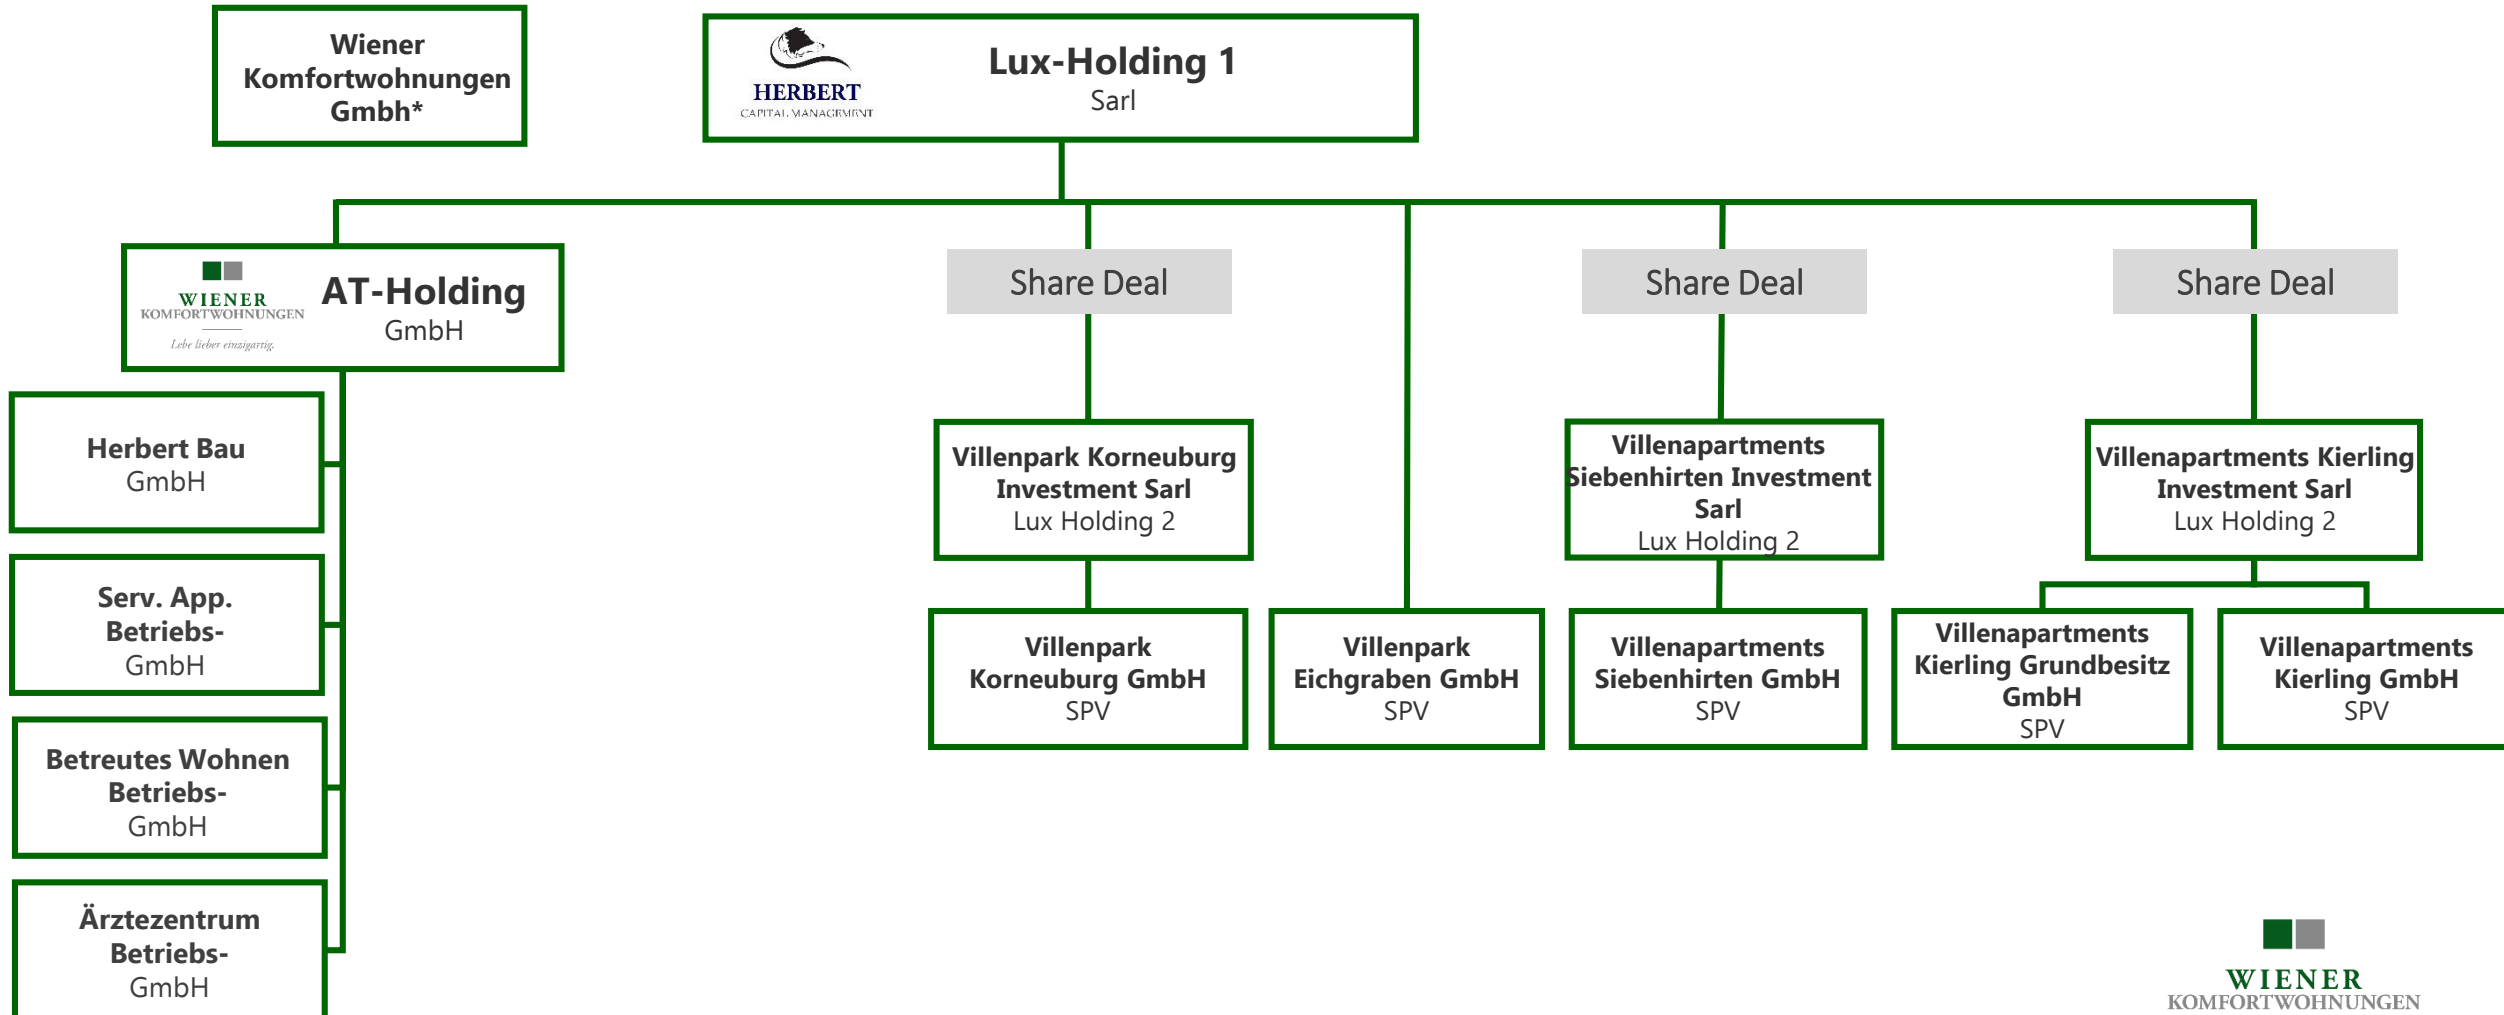 Wiener
Komfortwohnungen
Gmbh*
HERBERT
CAPITAL MANAGEMENT
Lux-Holding 1
Sarl
WIENER
KOMFORTWOHNUNGEN
Lebe lieber einzigartig.
AT-Holding
GmbH
Share Deal
Share Deal
Share Deal
Herbert Bau
GmbH
Serv. App.
Betriebs-
GmbH
Betreutes Wohnen
Betriebs-
GmbH
Ärztezentrum
Betriebs-
GmbH
Villenpark Korneuburg
Investment Sarl
Lux Holding 2
Villenapartments
Siebenhirten Investment
Sarl
Lux Holding 2
Villenapartments Kierling
Investment Sarl
Lux Holding 2
Villenpark
Korneuburg GmbH
SPV
Villenpark
Eichgraben GmbH
SPV
Villenapartments
Siebenhirten GmbH
SPV
Villenapartments
Kierling Grundbesitz
GmbH
SPV
Villenapartments
Kierling GmbH
SPV
WIENER
KOMFORTWOHNUNGEN